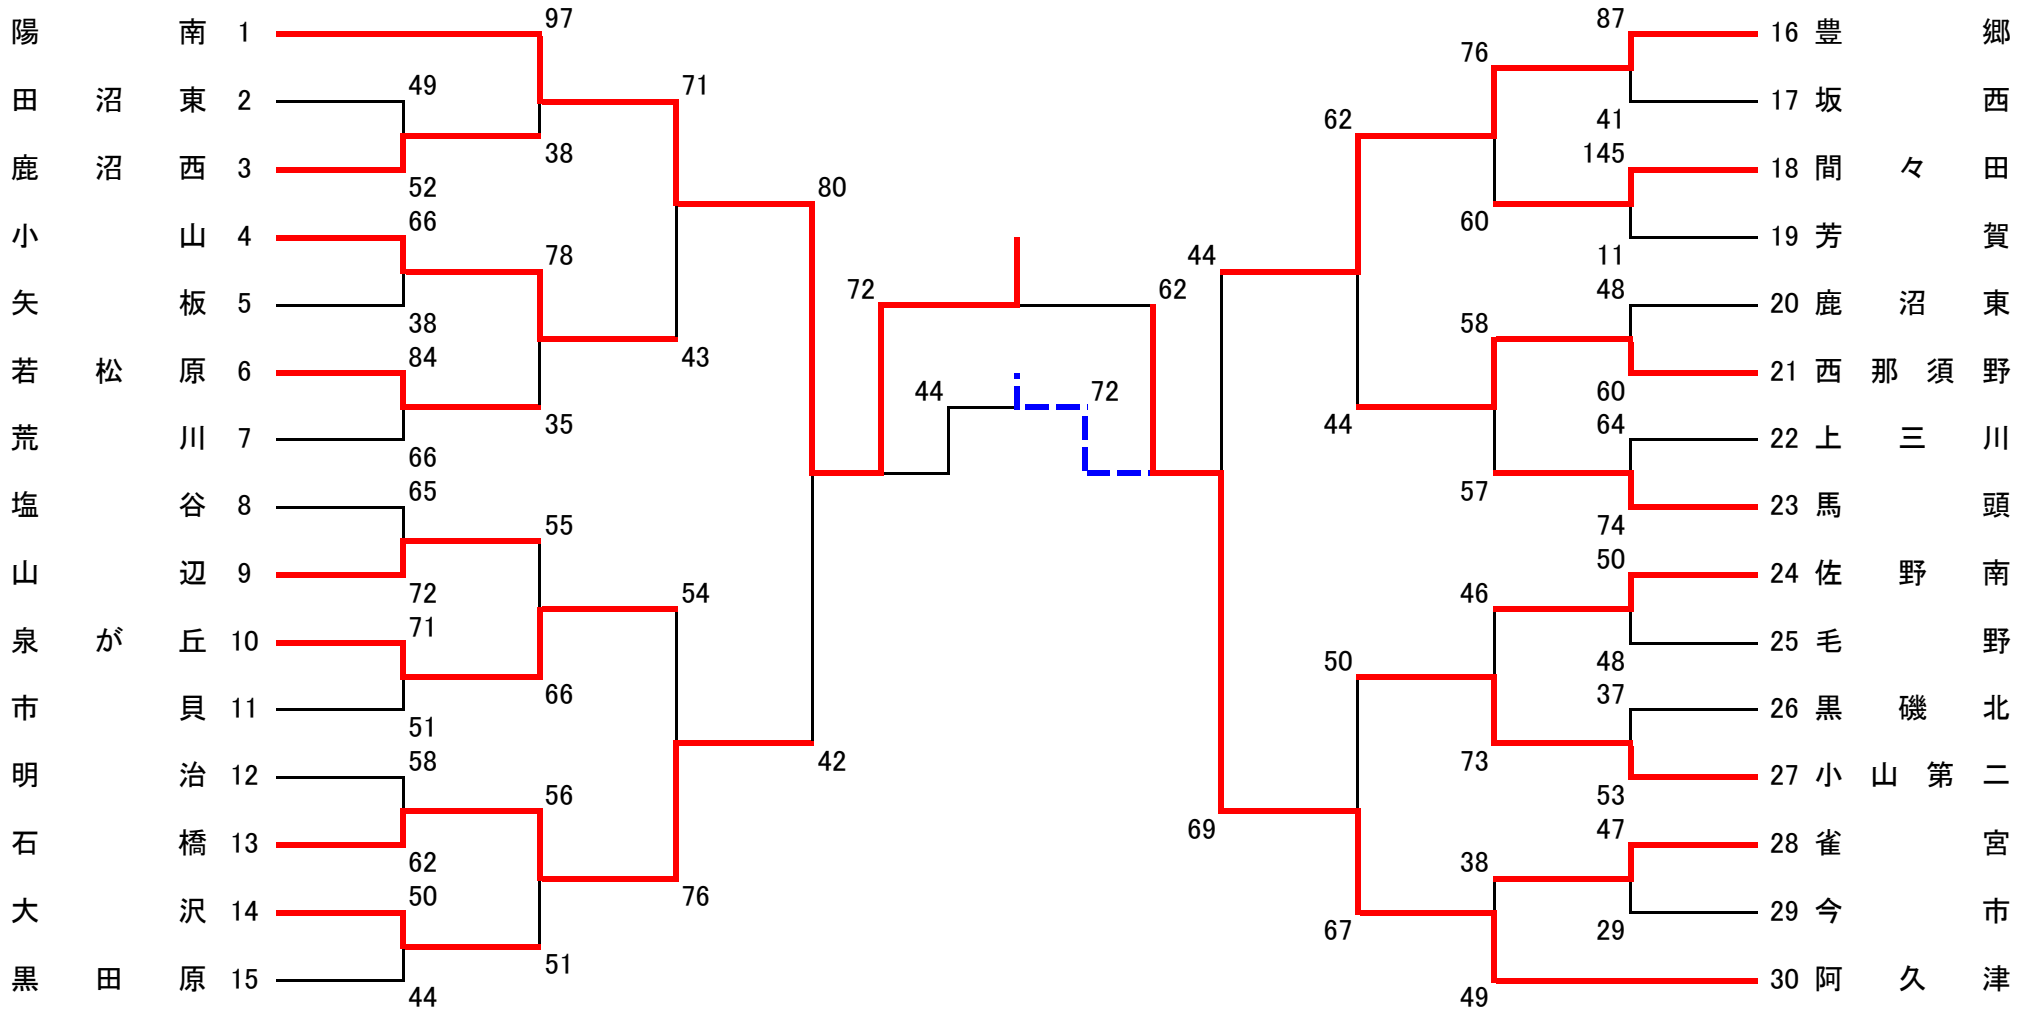 陽南 1
田沼東 2
鹿沼西 3
小山 4
矢板 5
若松原 6
荒川 7
塩谷 8
山辺 9
泉が丘 10
市貝 11
明治 12
石橋 13
大沢 14
黒田原 15
49
52
66
38
84
66
65
72
71
51
58
62
50
44
97
38
78
35
55
66
56
51
71
43
54
76
80
42
72
62
44
72
44
69
62
44
50
67
76
60
58
57
46
73
38
49
87
41
145
11
48
60
64
74
50
48
37
53
47
29
16 豊郷
17 坂西
18 間々田
19 芳賀
20 鹿沼東
21 西那須野
22 上三川
23 馬頭
24 佐野南
25 毛野
26 黒磯北
27 小山第二
28 雀宮
29 今市
30 阿久津